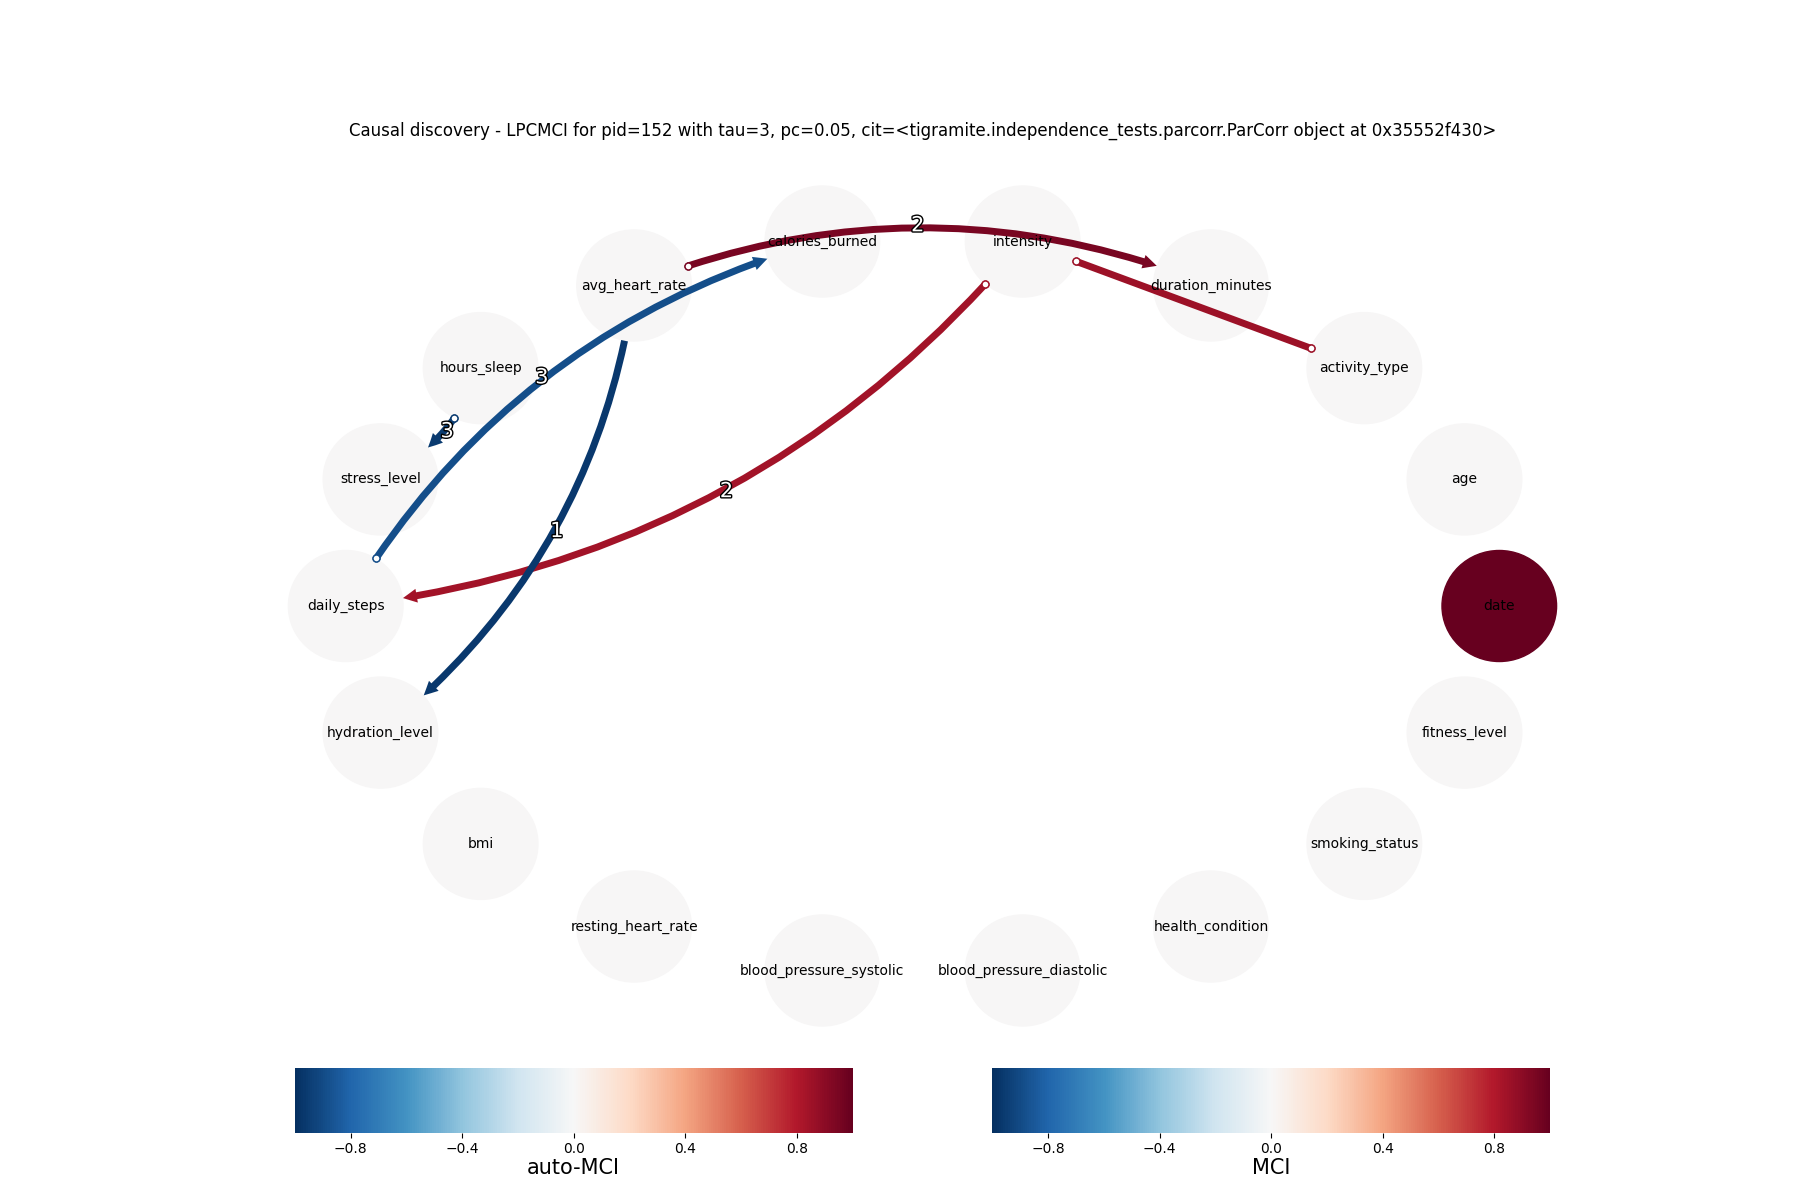 Causal discovery - LPCMCI for pid=152 with tau=3, pc=0.05, cit=<tigramite.independence_tests.parcorr.ParCorr object at 0x35552f430>
2
calories_burned
intensity
avg_heart_rate
duration_minutes
hours_sleep
3
activity_type
3
stress_level
2
age
1
daily_steps
date
hydration_level
fitness_level
bmi
smoking_status
resting_heart_rate
health_condition
blood_pressure_systolic
blood_pressure_diastolic
−0.8 −0.4 0.0 0.4 0.8
auto-MCI
−0.8 −0.4 0.0 0.4 0.8
MCI